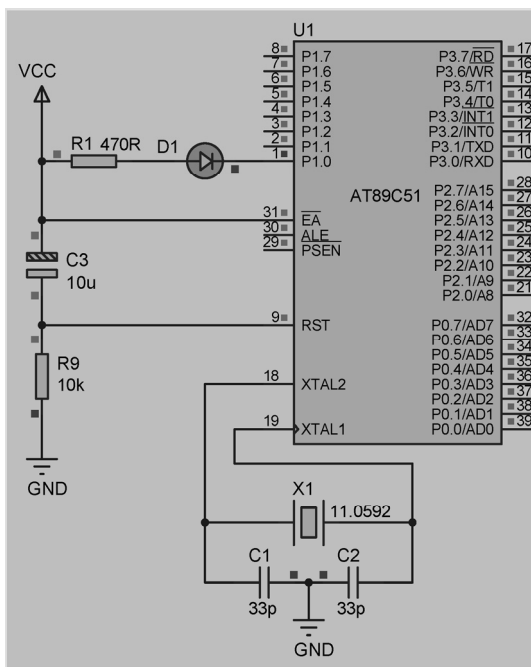 U1
VCC
R1 470R
D1
C3
10u
R9
10k
GND
8 P1.7
7 P1.6
6 P1.5
5 P1.4
4 P1.3
3 P1.2
2 P1.1
1 P1.0
31 EA
30 ALE
29 PSEN
9 RST
18 XTAL2
19 XTAL1
AT89C51
P3.7/RD 17
P3.6/WR 16
P3.5/T1 15
P3.4/T0 14
P3.3/INT1 13
P3.2/INT0 12
P3.1/TXD 11
P3.0/RXD 10
P2.7/A15 28
P2.6/A14 27
P2.5/A13 26
P2.4/A12 25
P2.3/A11 24
P2.2/A10 23
P2.1/A9 22
P2.0/A8 21
P0.7/AD7 32
P0.6/AD6 33
P0.5/AD5 34
P0.4/AD4 35
P0.3/AD3 36
P0.2/AD2 37
P0.1/AD1 38
P0.0/AD0 39
X1
11.0592
C1
33p
C2
33p
GND